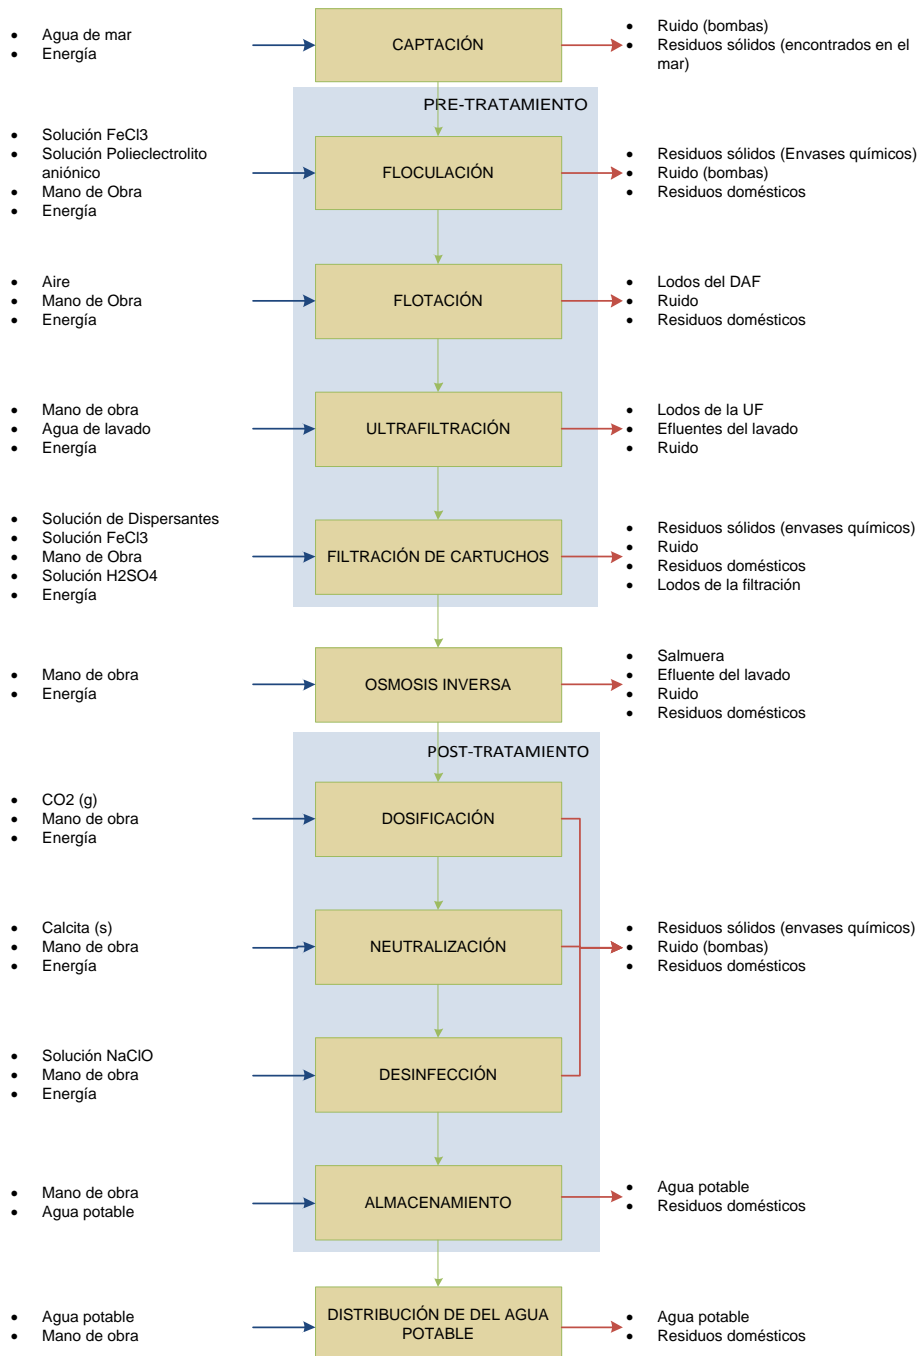 • Agua de mar
• Energía
CAPTACIÓN
• Ruido (bombas)
• Residuos sólidos (encontrados en el
mar)
PRE-TRATAMIENTO
• Solución FeCl3
• Solución Polieclectrolito
aniónico
• Mano de Obra
• Energía
FLOCULACIÓN
• Residuos sólidos (Envases químicos)
• Ruido (bombas)
• Residuos domésticos
• Aire
• Mano de Obra
• Energía
FLOTACIÓN
• Lodos del DAF
• Ruido
• Residuos domésticos
• Mano de obra
• Agua de lavado
• Energía
ULTRAFILTRACIÓN
• Lodos de la UF
• Efluentes del lavado
• Ruido
• Solución de Dispersantes
• Solución FeCl3
• Mano de Obra
• Solución H2SO4
• Energía
FILTRACIÓN DE CARTUCHOS
• Residuos sólidos (envases químicos)
• Ruido
• Residuos domésticos
• Lodos de la filtración
• Mano de obra
• Energía
OSMOSIS INVERSA
• Salmuera
• Efluente del lavado
• Ruido
• Residuos domésticos
POST-TRATAMIENTO
• CO2 (g)
• Mano de obra
• Energía
DOSIFICACIÓN
• Calcita (s)
• Mano de obra
• Energía
NEUTRALIZACIÓN
• Residuos sólidos (envases químicos)
• Ruido (bombas)
• Residuos domésticos
• Solución NaClO
• Mano de obra
• Energía
DESINFECCIÓN
• Mano de obra
• Agua potable
ALMACENAMIENTO
• Agua potable
• Residuos domésticos
• Agua potable
• Mano de obra
DISTRIBUCIÓN DE DEL AGUA
POTABLE
• Agua potable
• Residuos domésticos